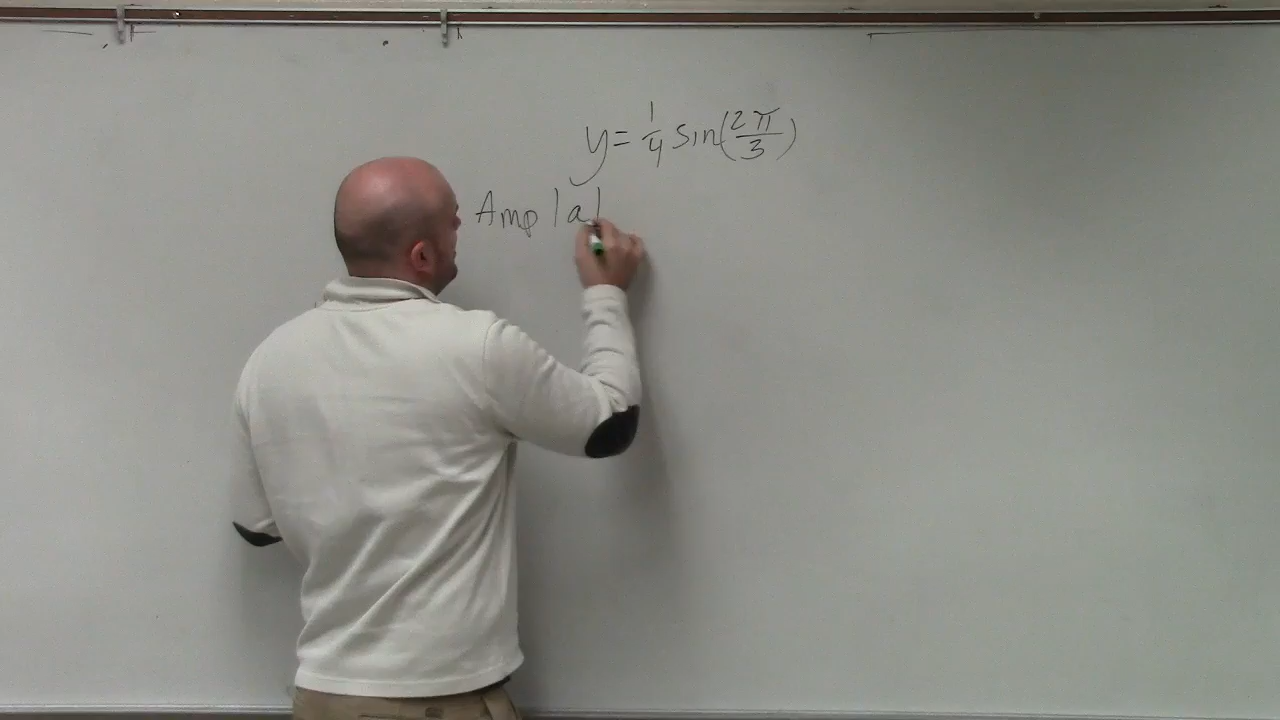 y = 1/4 sin(2π/3)
Amp |a|